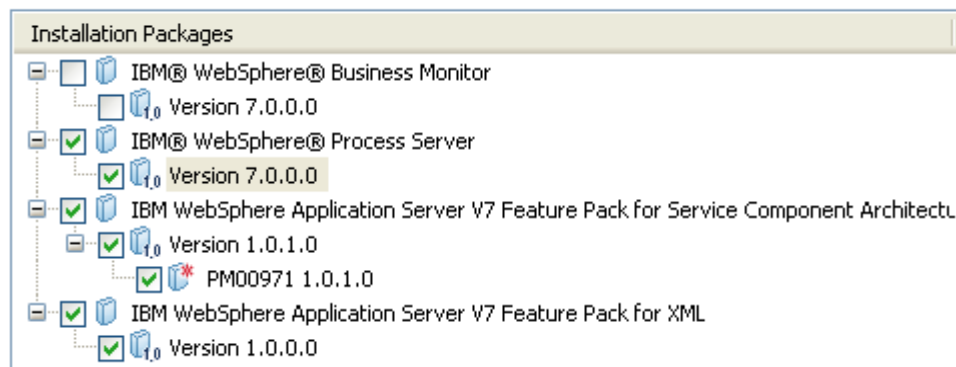 Installation Packages
IBM® WebSphere® Business Monitor
Version 7.0.0.0
IBM® WebSphere® Process Server
Version 7.0.0.0
IBM WebSphere Application Server V7 Feature Pack for Service Component Architectu
Version 1.0.1.0
PM00971 1.0.1.0
IBM WebSphere Application Server V7 Feature Pack for XML
Version 1.0.0.0